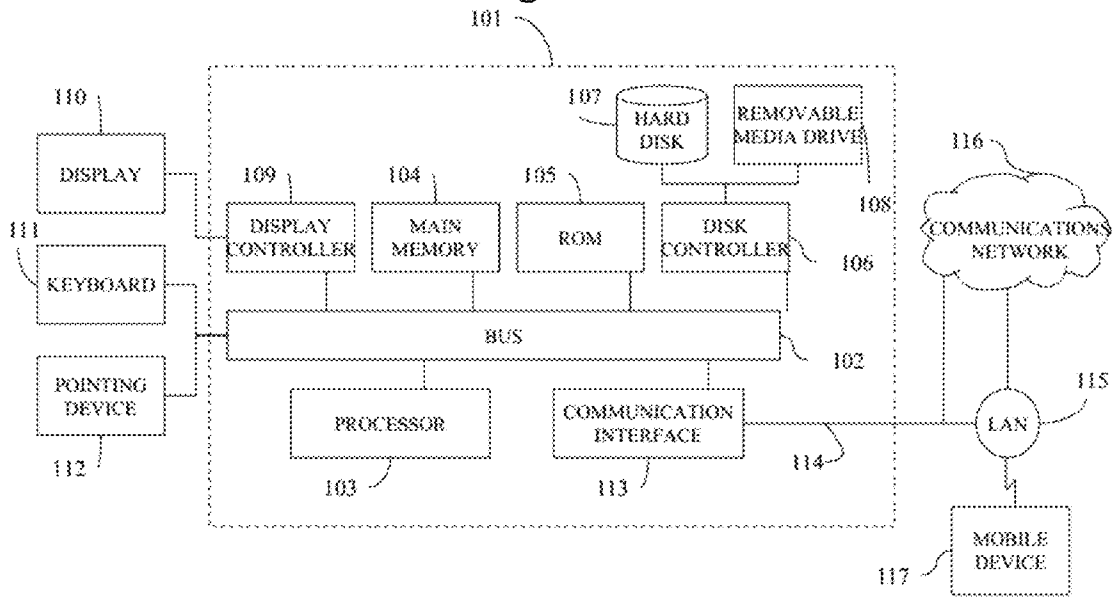 101
110
107
HARD
DISK
REMOVABLE
MEDIA DRIVE
116
DISPLAY
109
104
105
108
111
DISPLAY
CONTROLLER
MAIN
MEMORY
ROM
DISK
CONTROLLER
106
COMMUNICATIONS
NETWORK
KEYBOARD
BUS
102
POINTING
DEVICE
112
PROCESSOR
103
COMMUNICATION
INTERFACE
113
114
LAN
115
MOBILE
DEVICE
117